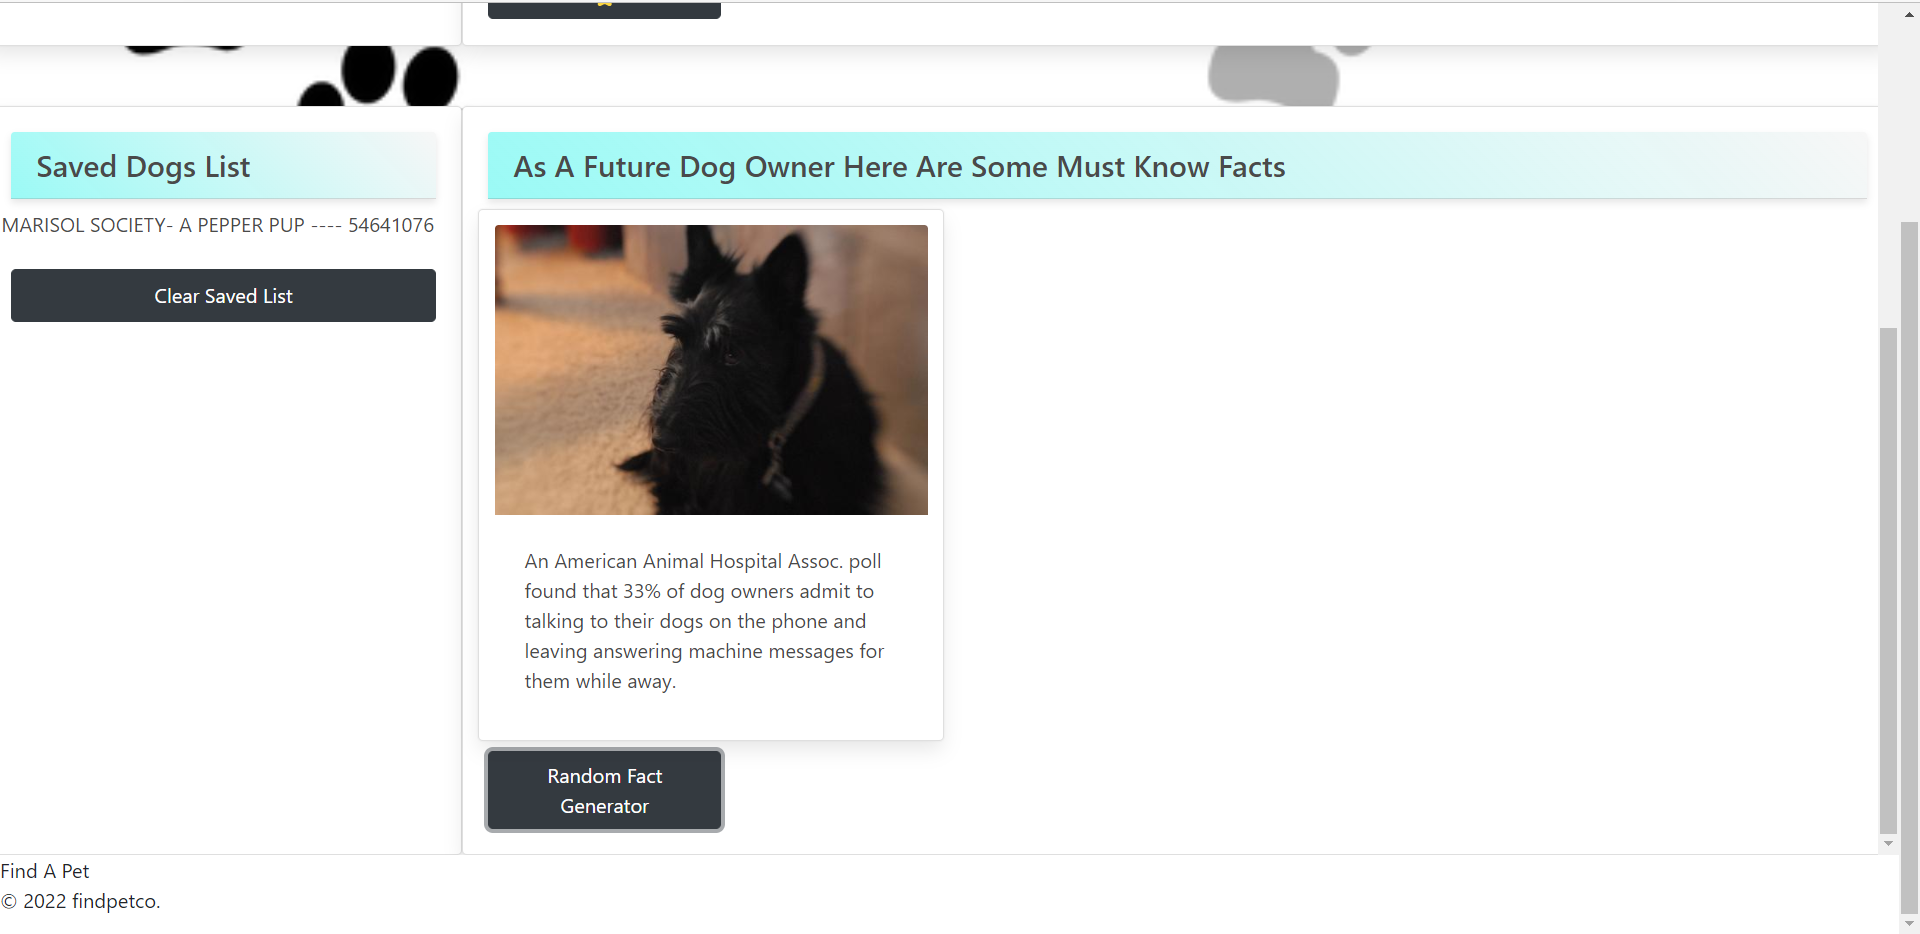 Saved Dogs List
MARISOL SOCIETY- A PEPPER PUP ---- 54641076
Clear Saved List
As A Future Dog Owner Here Are Some Must Know Facts
An American Animal Hospital Assoc. poll
found that 33% of dog owners admit to
talking to their dogs on the phone and
leaving answering machine messages for
them while away.
Random Fact
Generator
Find A Pet
© 2022 findpetco.